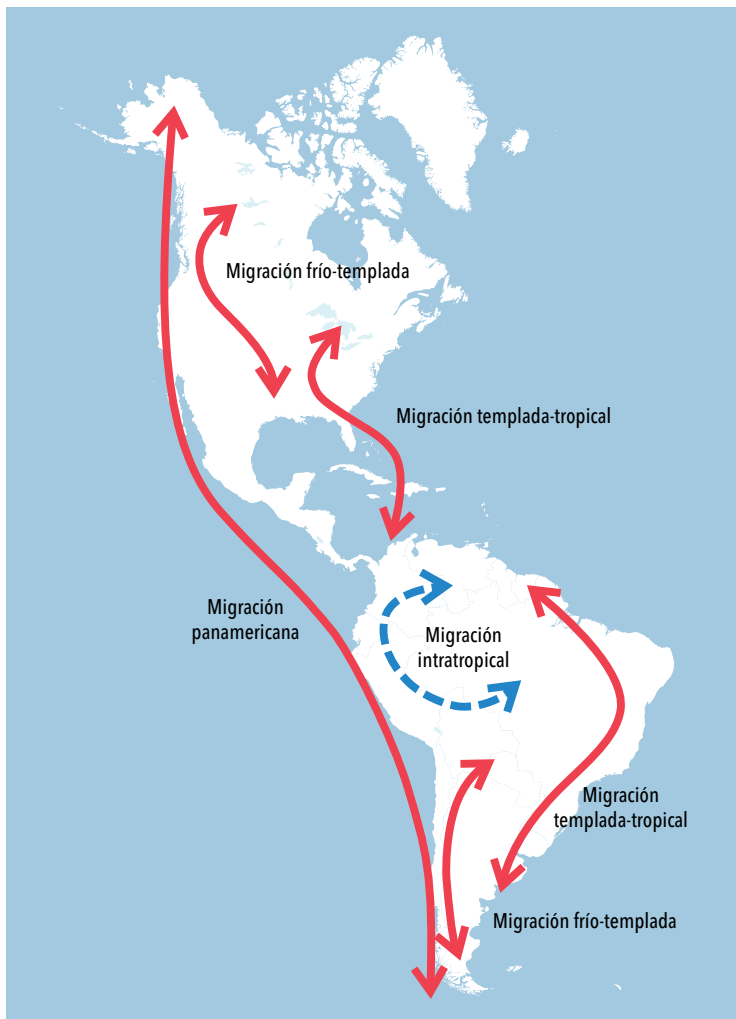 Migración frío-templada
Migración templada-tropical
Migración
panamericana
Migración
intratropical
Migración
templada-tropical
Migración frío-templada